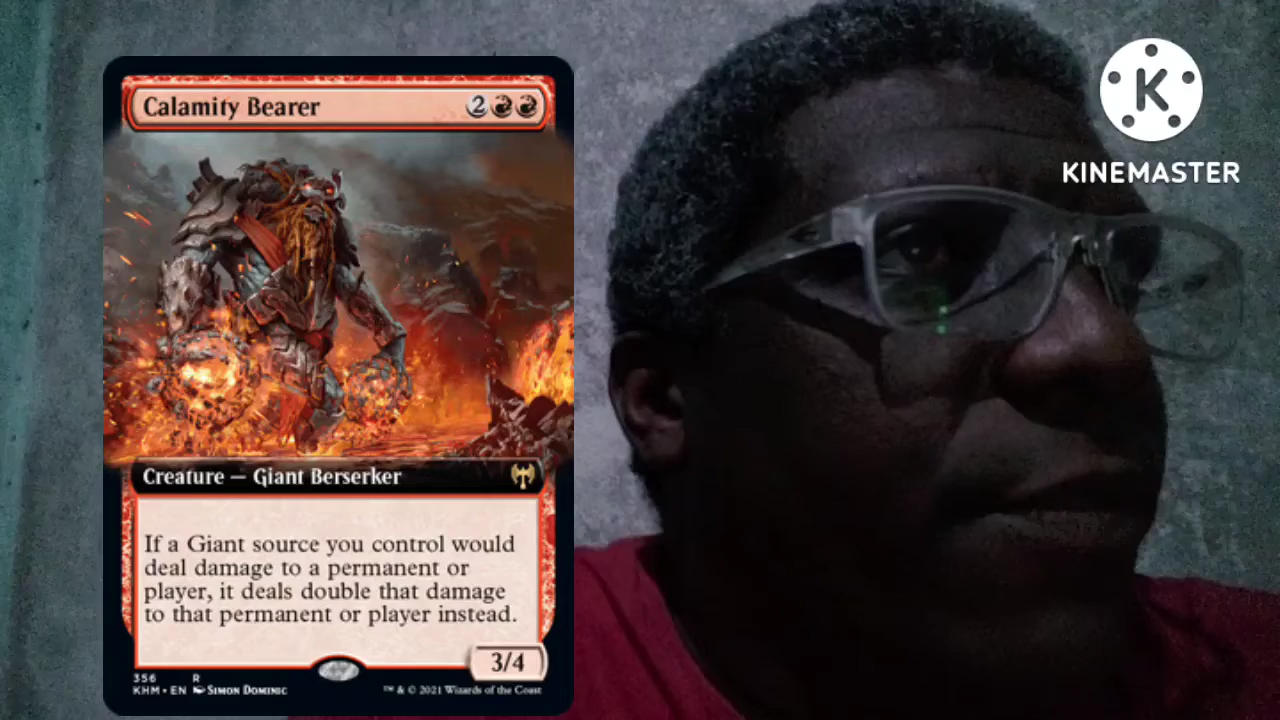 Calamity Bearer
2
Creature — Giant Berserker
If a Giant source you control would
deal damage to a permanent or
player, it deals double that damage
to that permanent or player instead.
3/4
356 R
KHM • EN Simon Dominic
™ & © 2021 Wizards of the Coast
K
KINEMASTER